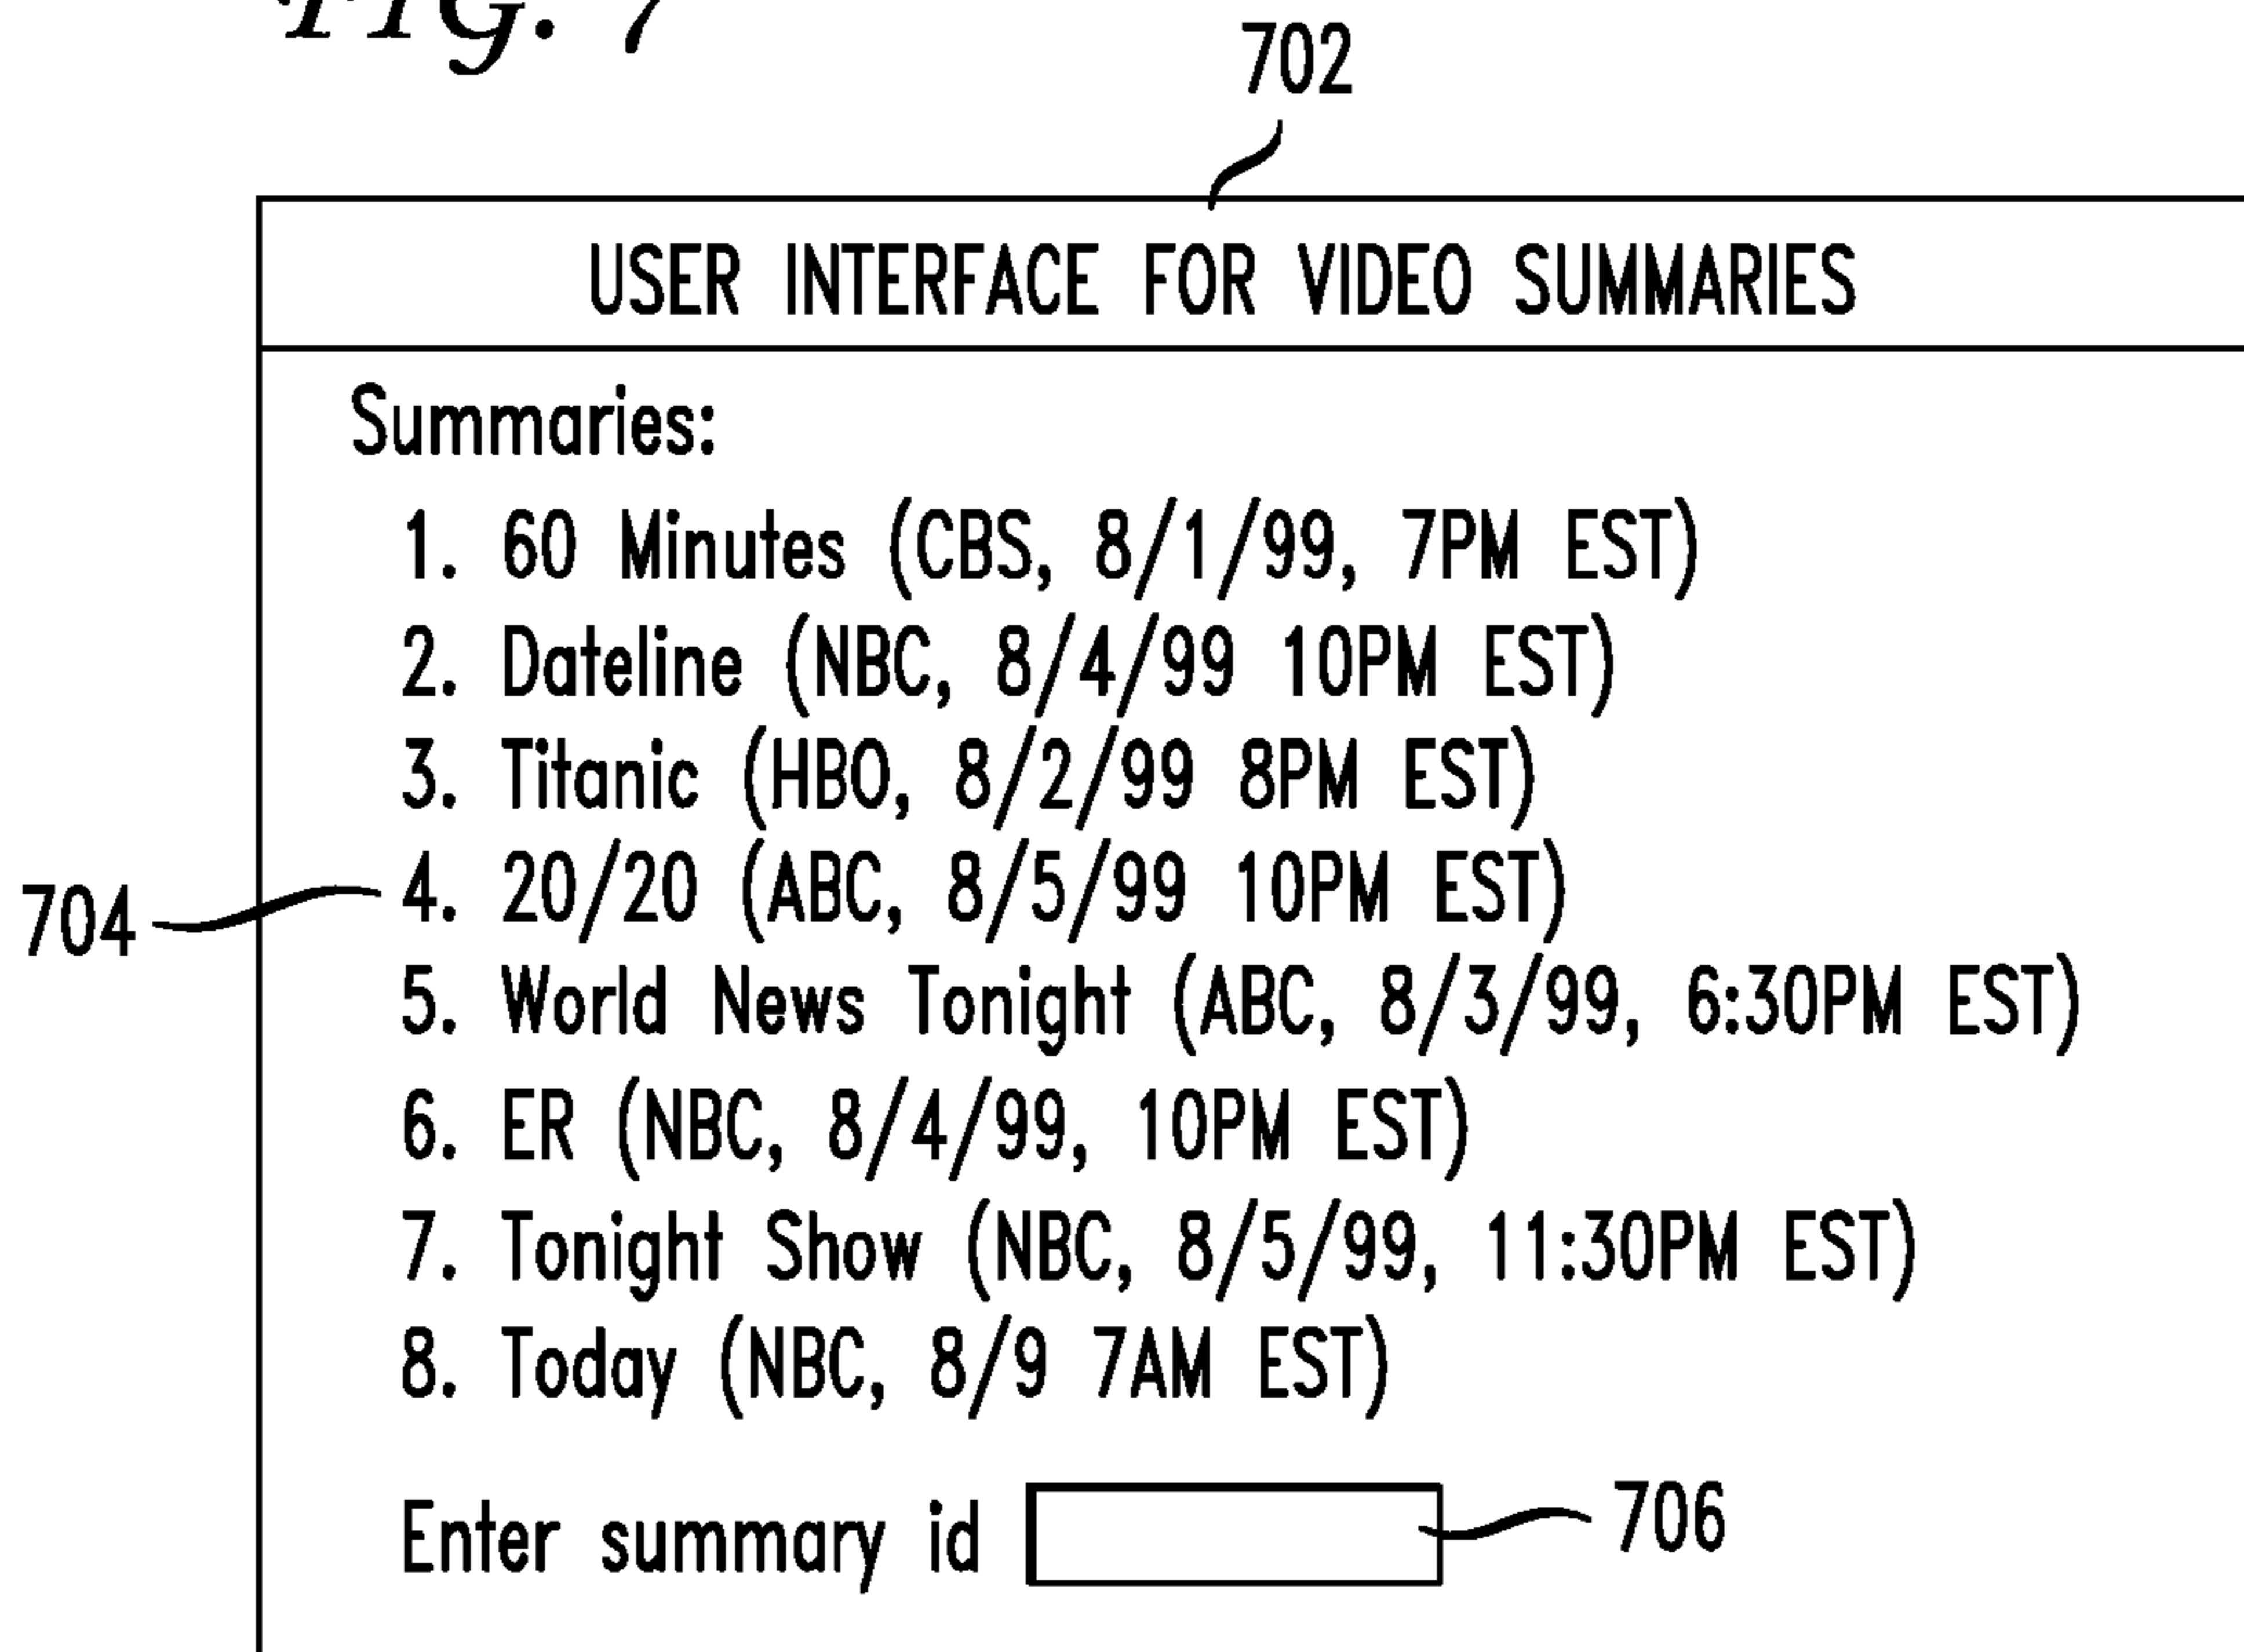 FIG. 7
702
USER INTERFACE FOR VIDEO SUMMARIES
Summaries:
1. 60 Minutes (CBS, 8/1/99, 7PM EST)
2. Dateline (NBC, 8/4/99 10PM EST)
3. Titanic (HBO, 8/2/99 8PM EST)
704
4. 20/20 (ABC, 8/5/99 10PM EST)
5. World News Tonight (ABC, 8/3/99, 6:30PM EST)
6. ER (NBC, 8/4/99, 10PM EST)
7. Tonight Show (NBC, 8/5/99, 11:30PM EST)
8. Today (NBC, 8/9 7AM EST)
Enter summary id
706